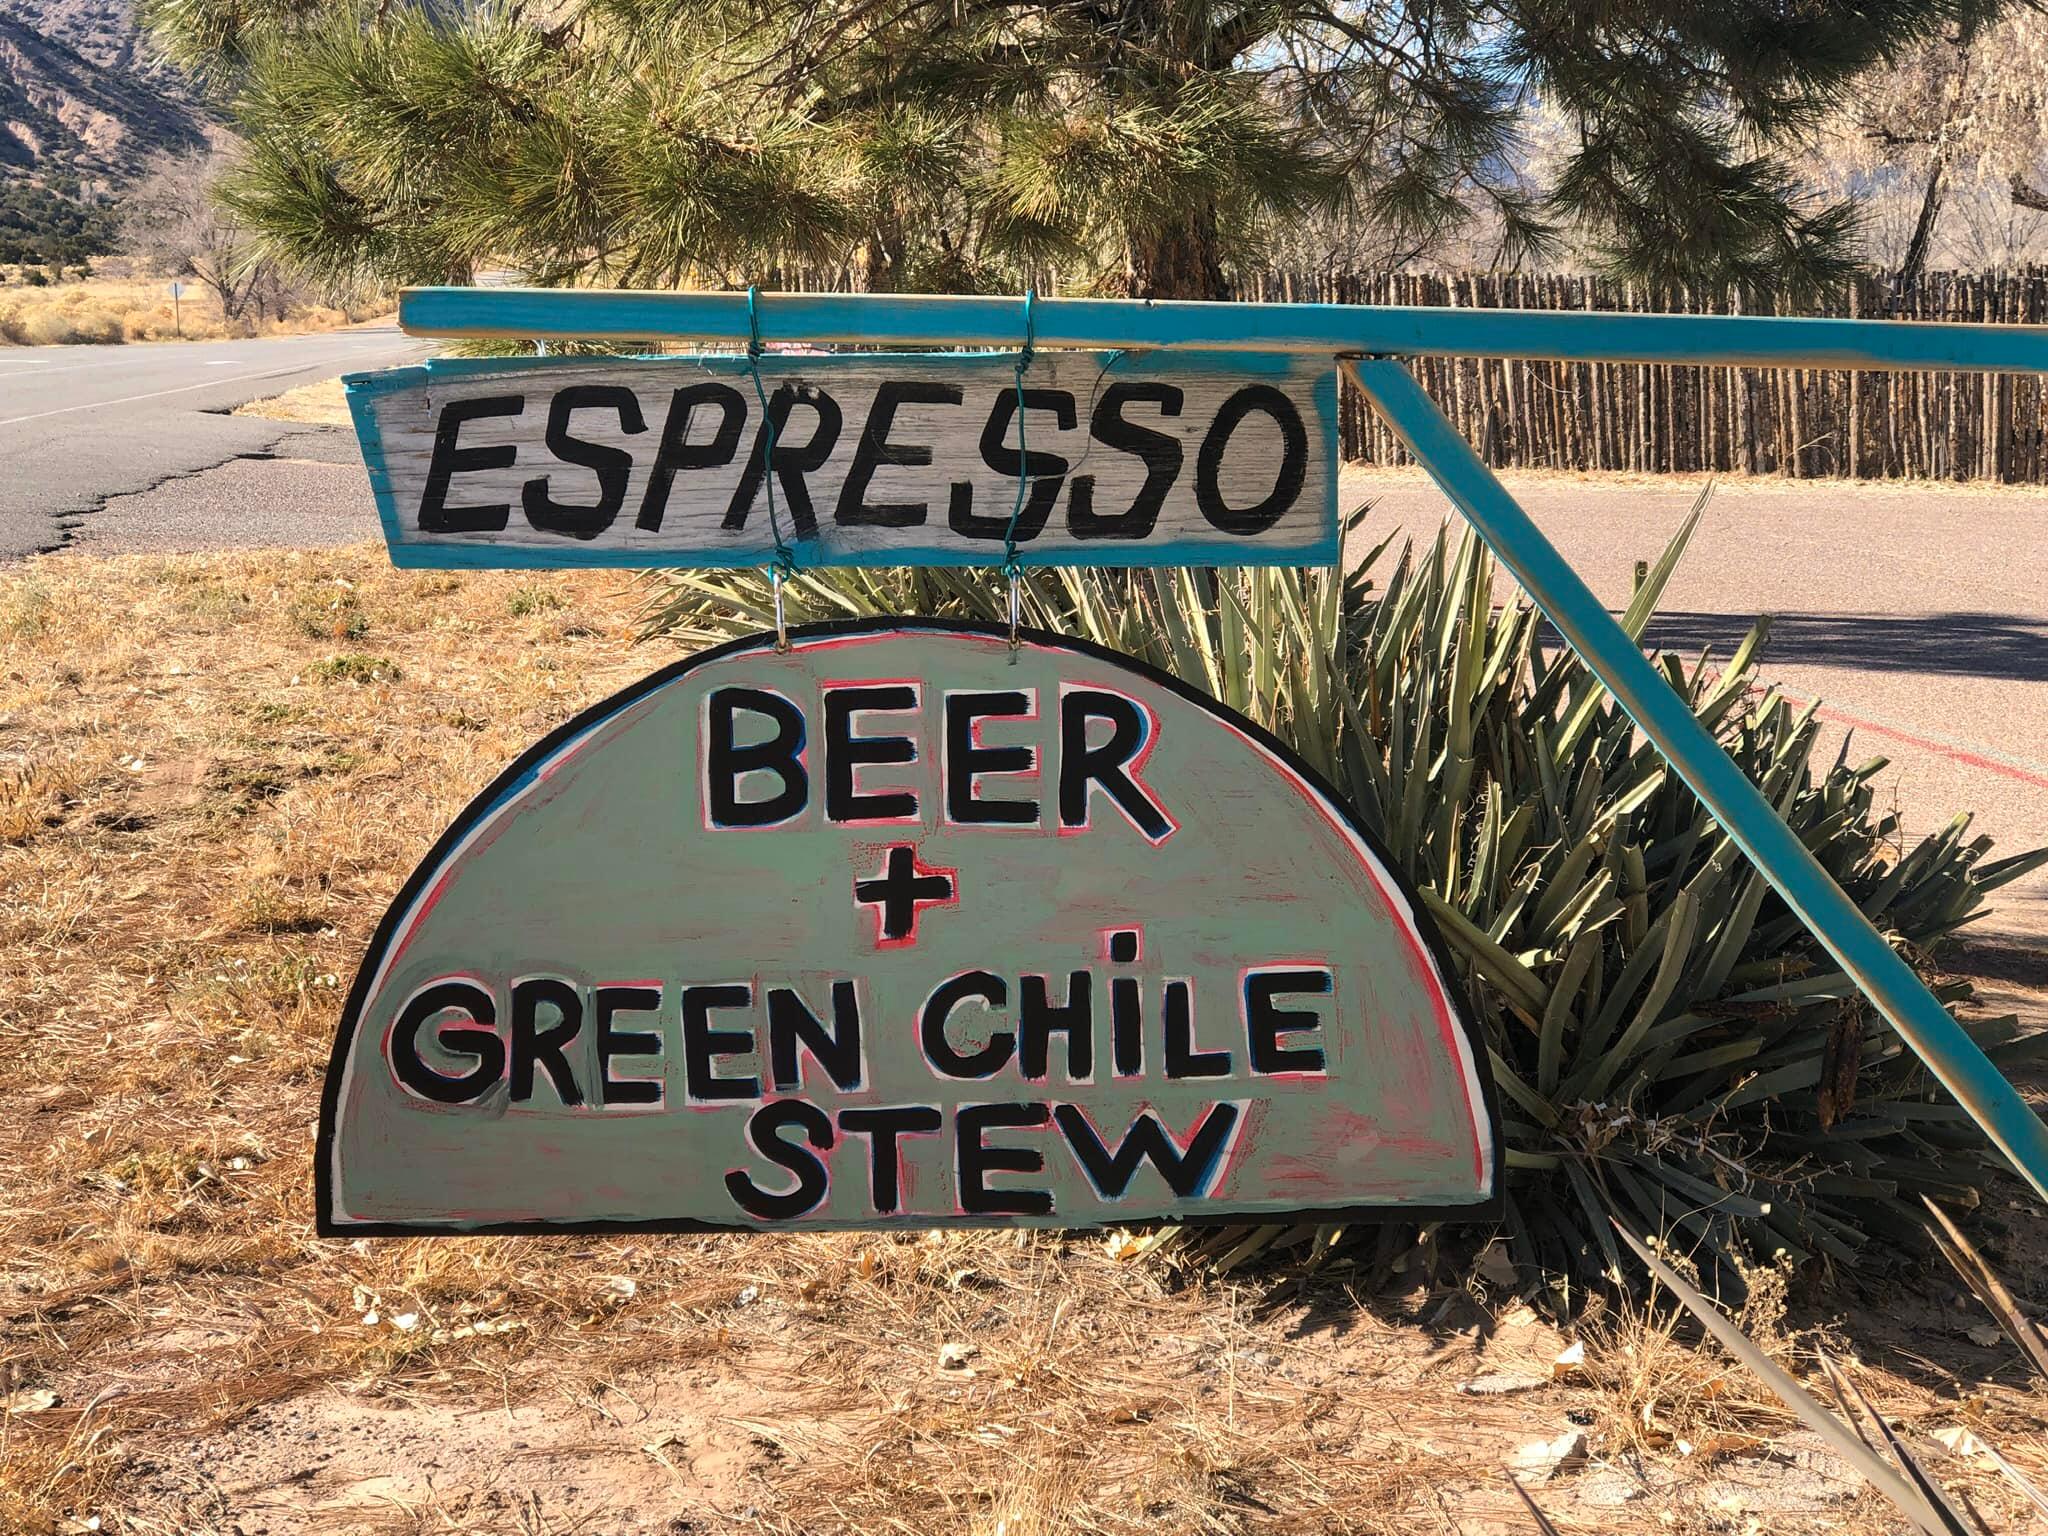 ESPRESSO
BEER
+
GREEN CHiLE
STEW